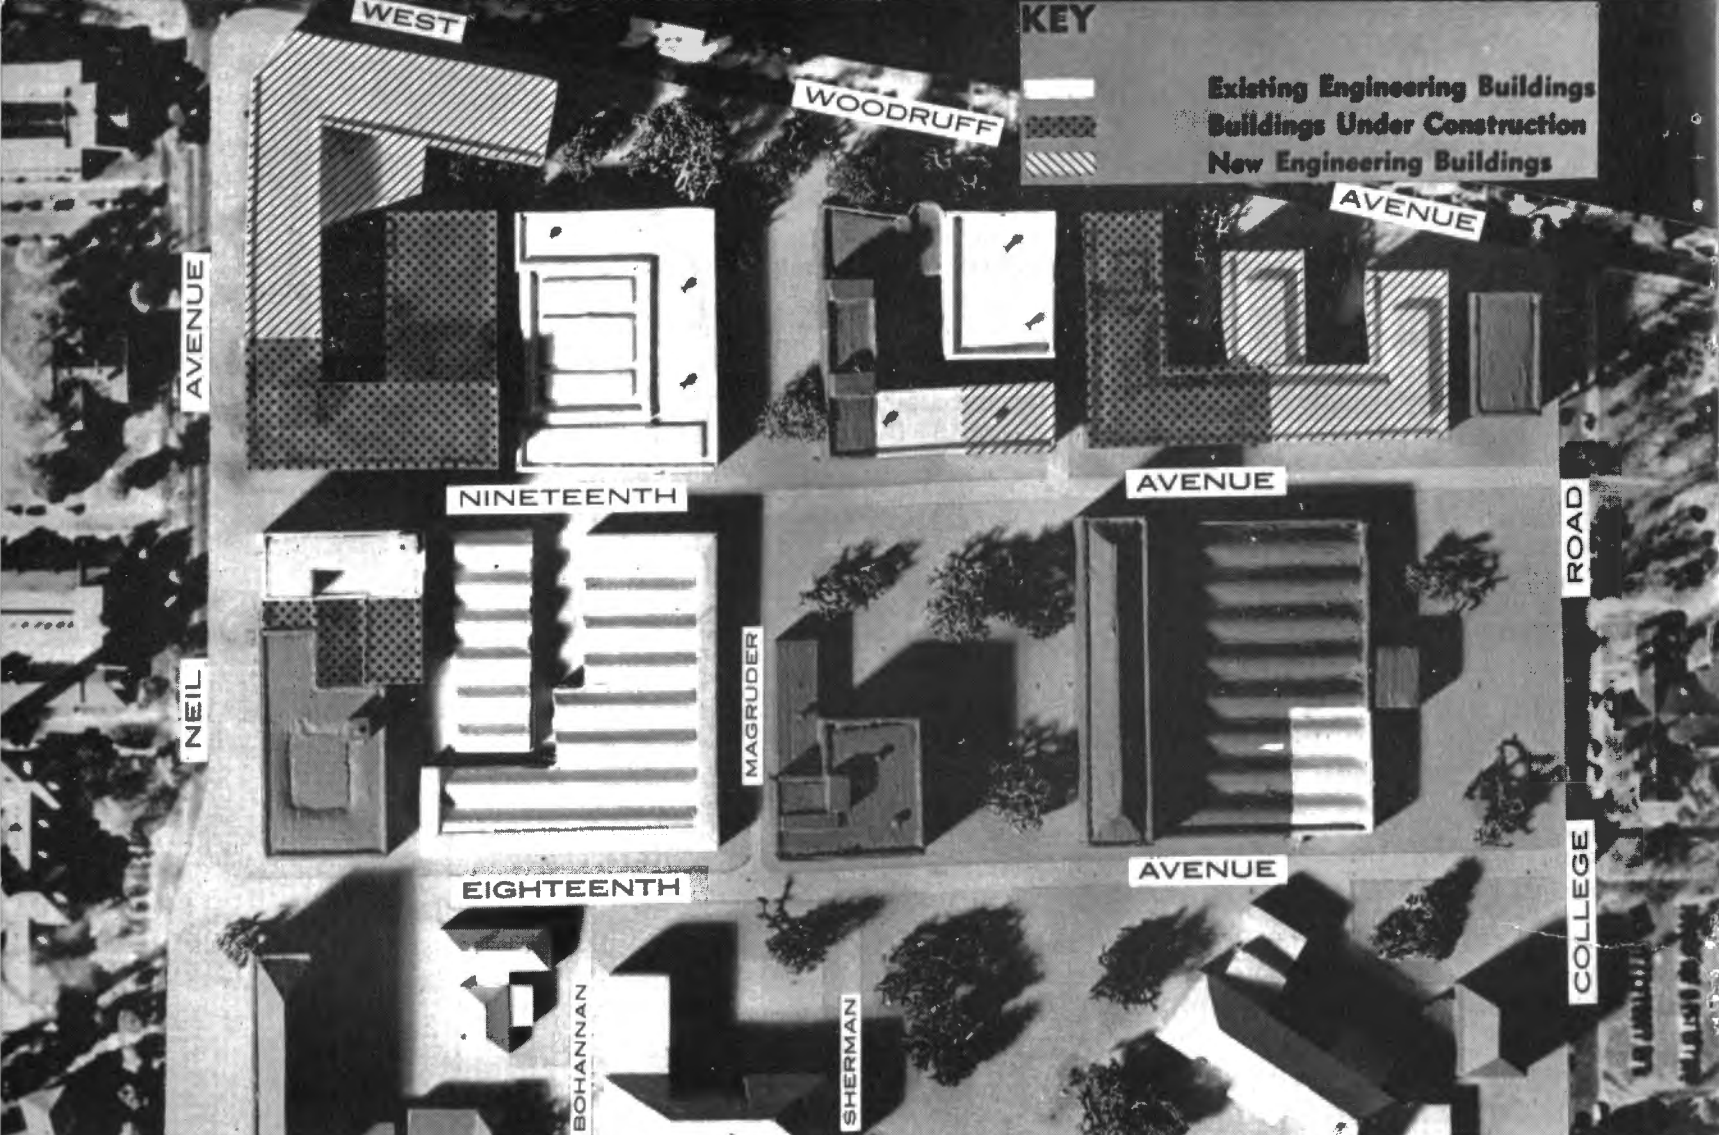 WEST
WOODRUFF
AVENUE
KEY
Existing Engineering Buildings
Buildings Under Construction
New Engineering Buildings
AVENUE
NEIL
NINETEENTH
AVENUE
MAGRUDER
ROAD
COLLEGE
EIGHTEENTH
AVENUE
BOHANNAN
SHERMAN